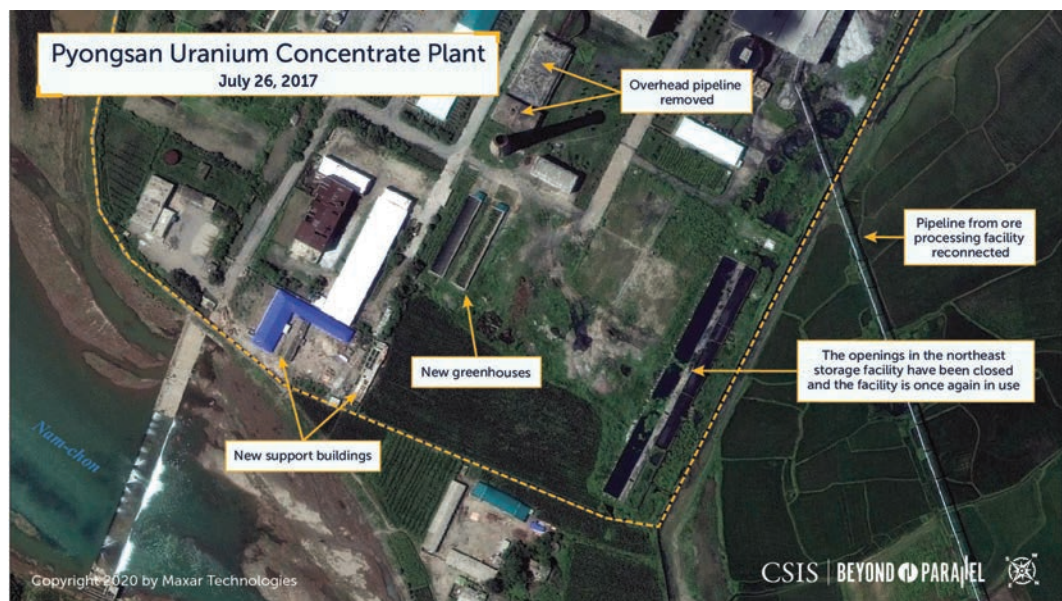 Pyongsan Uranium Concentrate Plant
July 26, 2017
Overhead pipeline
removed
Pipeline from ore
processing facility
reconnected
The openings in the northeast
storage facility have been closed
and the facility is once again in use
New greenhouses
New support buildings
Nam-chon
Copyright 2020 by Maxar Technologies
CSIS | BEYOND PARALLEL